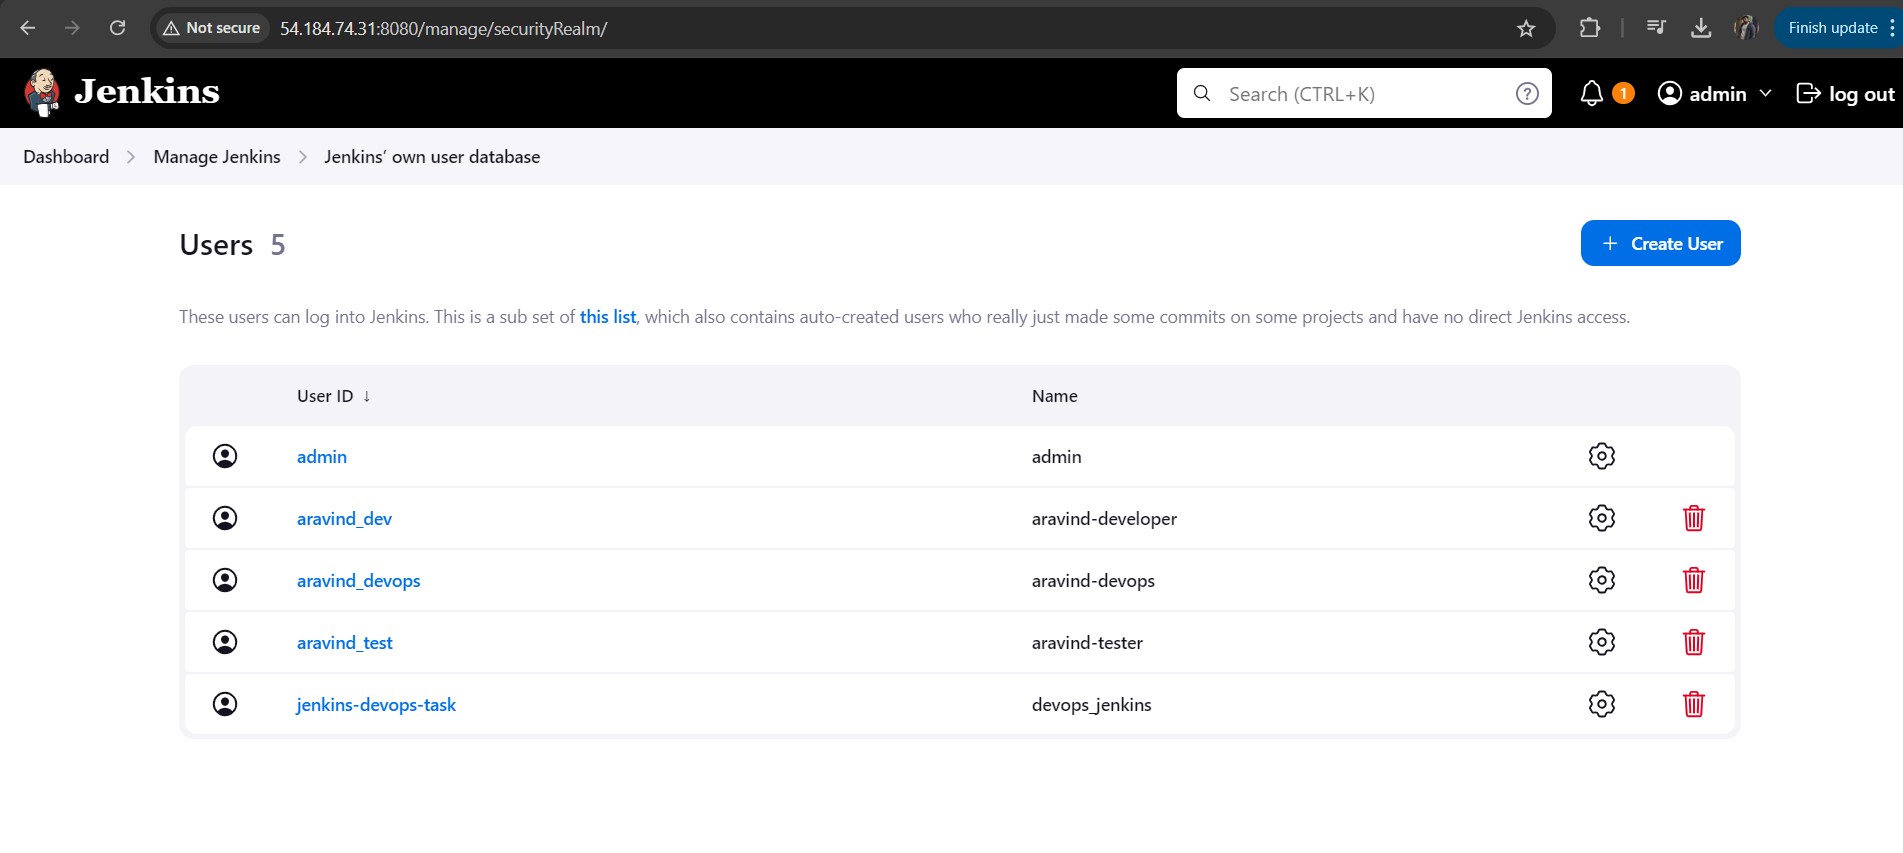 Not secure 54.184.74.31:8080/manage/securityRealm/ Finish update
Jenkins Search (CTRL+K) ? 1 admin log out
Dashboard Manage Jenkins Jenkins’ own user database
Users 5 + Create User
These users can log into Jenkins. This is a sub set of this list, which also contains auto-created users who really just made some commits on some projects and have no direct Jenkins access.
User ID ↓ Name
admin admin
aravind_dev aravind-developer
aravind_devops aravind-devops
aravind_test aravind-tester
jenkins-devops-task devops_jenkins